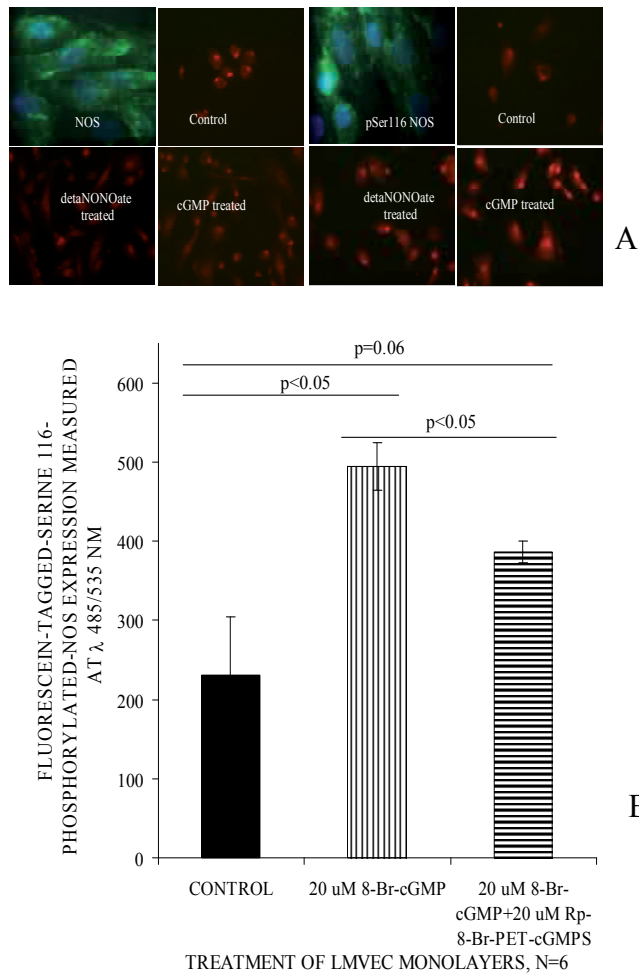 NOS
Control
pSer116 NOS
Control
detaNONOate
treated
cGMP treated
detaNONOate
treated
cGMP treated
A
FLUORESCEIN-TAGGED-SERINE 116-
PHOSPHORYLATED-NOS EXPRESSION MEASURED
AT λ 485/535 NM
p=0.06
p<0.05
p<0.05
600
500
400
300
200
100
0
CONTROL
20 uM 8-Br-cGMP
20 uM 8-Br-
cGMP+20 uM Rp-
8-Br-PET-cGMPS
TREATMENT OF LMVEC MONOLAYERS, N=6